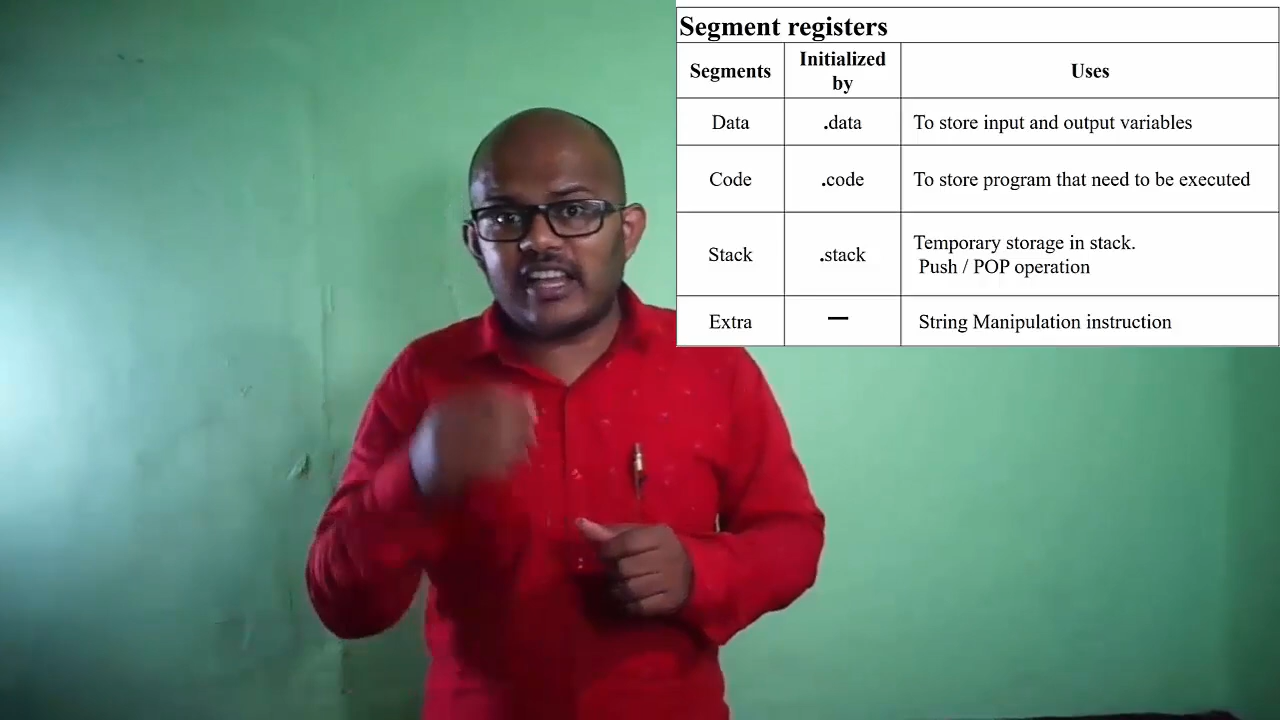 Segment registers
Segments Initialized by Uses
Data .data To store input and output variables
Code .code To store program that need to be executed
Stack .stack Temporary storage in stack.
Push / POP operation
Extra — String Manipulation instruction